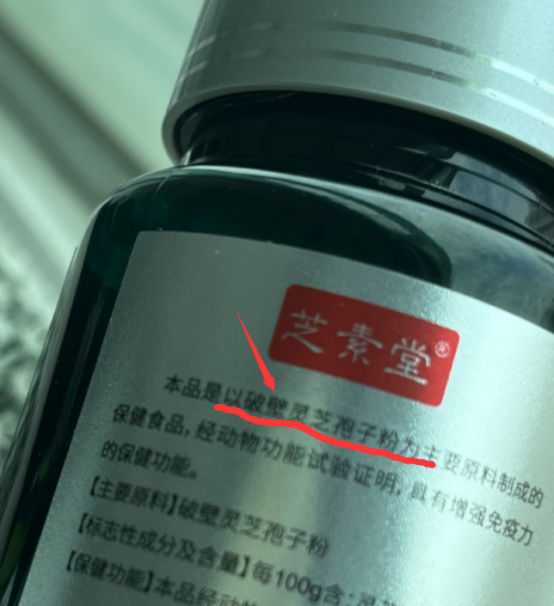 芝素堂®
本品是以破壁灵芝孢子粉为主要原料制成的
保健食品,经动物功能试验证明,具有增强免疫力
的保健功能。
【主要原料】破壁灵芝孢子粉
【标志性成分及含量】每100g含:灵芝
【保健功能】本品经动物